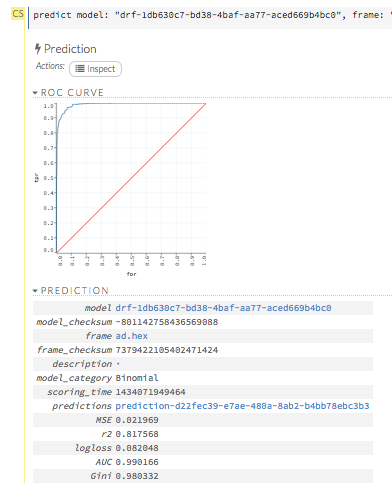 CS
predict model: "drf-1db630c7-bd38-4baf-aa77-aced669b4bc0", frame: "
Prediction
Actions: Inspect
ROC CURVE
tpr
1.0
0.9
0.8
0.7
0.6
0.5
0.4
0.3
0.2
0.1
0.0
0.0 0.1 0.2 0.3 0.4 0.5 0.6 0.7 0.8 0.9 1.0
fpr
PREDICTION
model drf-1db630c7-bd38-4baf-aa77-aced669b4bc0
model_checksum -801142758436569088
frame ad.hex
frame_checksum 7379422105402471424
description ·
model_category Binomial
scoring_time 1434071949464
predictions prediction-d22fec39-e7ae-480a-8ab2-b4bb78ebc3b3
MSE 0.021969
r2 0.817568
logloss 0.082048
AUC 0.990166
Gini 0.980332